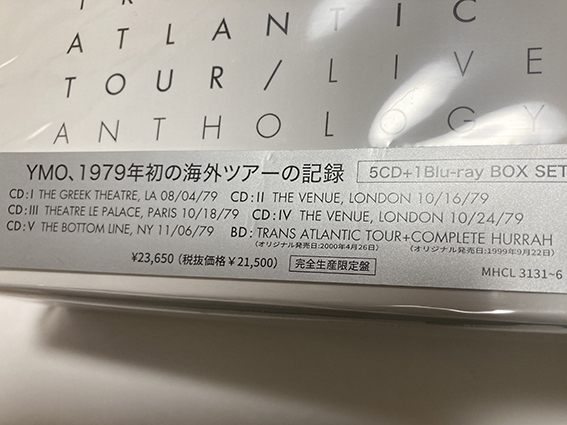 ATLANTIC
TOUR/LIVE
ANTHOLOGY
YMO、1979年初の海外ツアーの記録 5CD+1Blu-ray BOX SET
CD:I THE GREEK THEATRE, LA 08/04/79 CD:II THE VENUE, LONDON 10/16/79
CD:III THEATRE LE PALACE, PARIS 10/18/79 CD:IV THE VENUE, LONDON 10/24/79
CD:V THE BOTTOM LINE, NY 11/06/79 BD: TRANS ATLANTIC TOUR+COMPLETE HURRAH
(オリジナル発売日:2000年4月26日) (オリジナル発売日:1999年9月22日)
¥23,650(税抜価格¥21,500) 完全生産限定盤 MHCL 3131~6